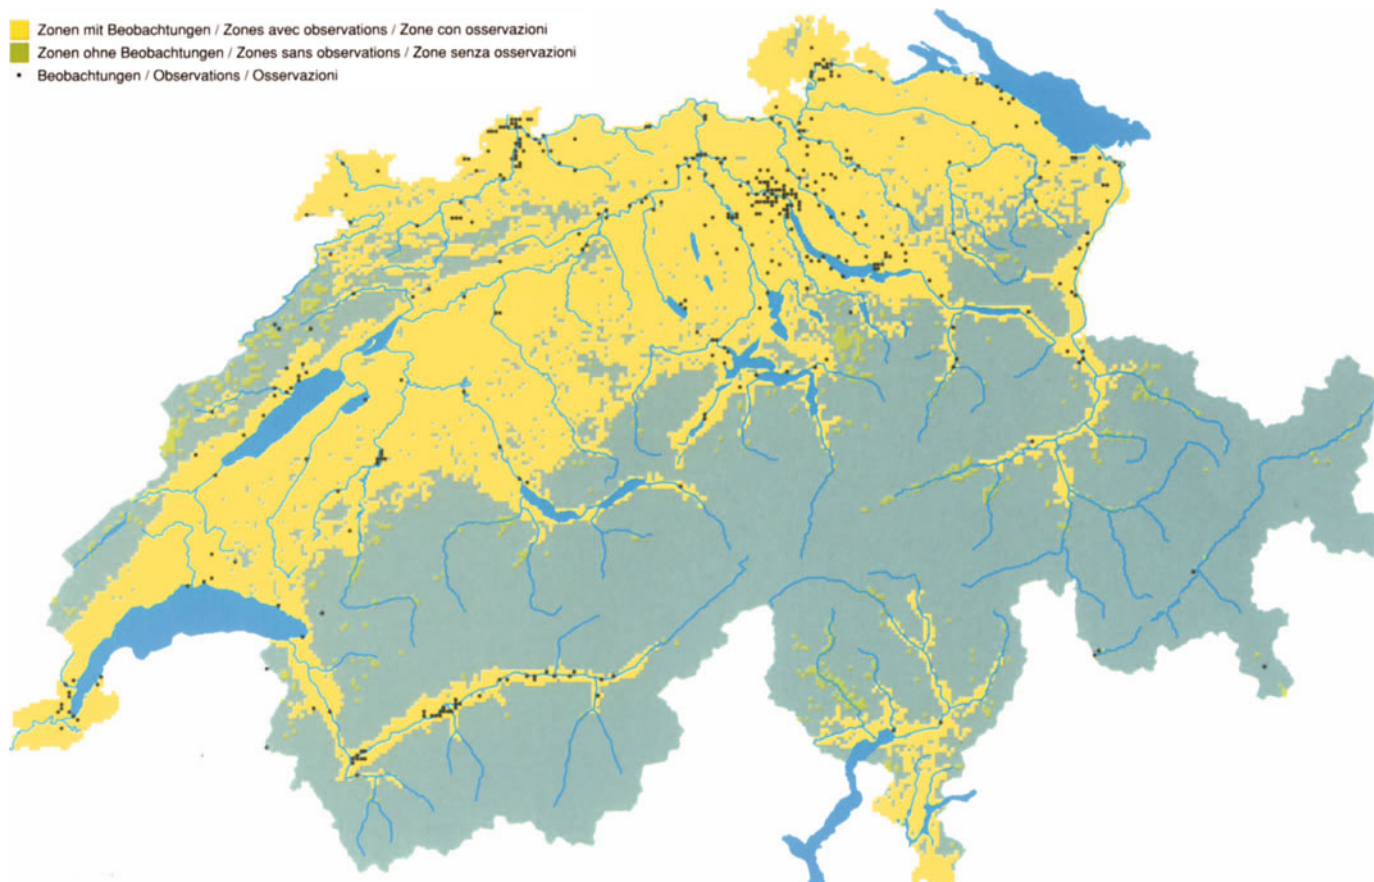 Zonen mit Beobachtungen / Zones avec observations / Zone con osservazioni
Zonen ohne Beobachtungen / Zones sans observations / Zone senza osservazioni
Beobachtungen / Observations / Osservazioni